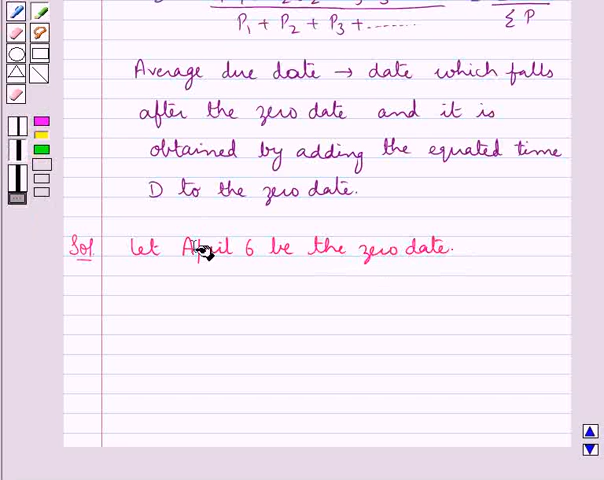 P1 + P2 + P3 + ........ Σ P
Average due date → date which falls
after the zero date and it is
obtained by adding the equated time
D to the zero date.
Sol. Let April 6 be the zero date.